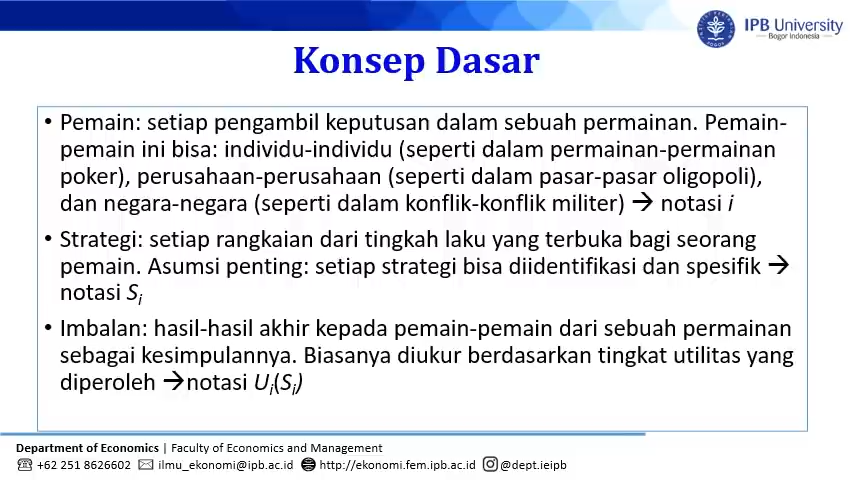 IPB University
Bogor Indonesia
Konsep Dasar
• Pemain: setiap pengambil keputusan dalam sebuah permainan. Pemain-
pemain ini bisa: individu-individu (seperti dalam permainan-permainan
poker), perusahaan-perusahaan (seperti dalam pasar-pasar oligopoli),
dan negara-negara (seperti dalam konflik-konflik militer) → notasi i
• Strategi: setiap rangkaian dari tingkah laku yang terbuka bagi seorang
pemain. Asumsi penting: setiap strategi bisa diidentifikasi dan spesifik →
notasi Si
• Imbalan: hasil-hasil akhir kepada pemain-pemain dari sebuah permainan
sebagai kesimpulannya. Biasanya diukur berdasarkan tingkat utilitas yang
diperoleh →notasi Ui(Si)
Department of Economics | Faculty of Economics and Management
+62 251 8626602 ilmu_ekonomi@ipb.ac.id http://ekonomi.fem.ipb.ac.id @dept.ieipb